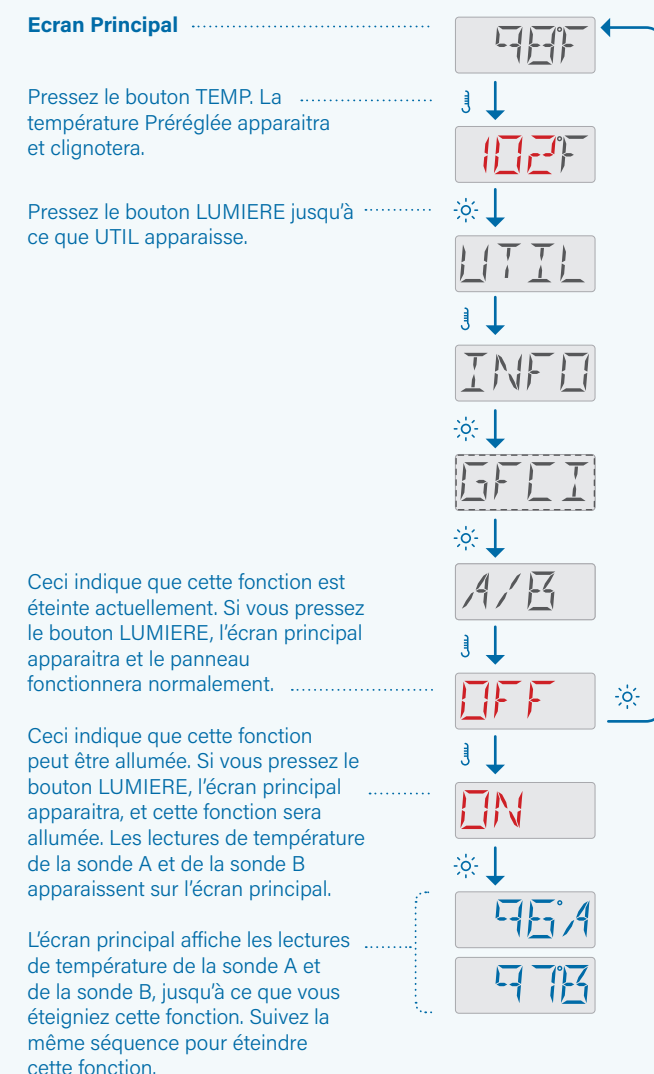 Ecran Principal
98°F
Pressez le bouton TEMP. La
température Préréglée apparaitra
et clignotera.
102°F
Pressez le bouton LUMIERE jusqu'à
ce que UTIL apparaisse.
UTIL
INFO
GFCI
A/B
Ceci indique que cette fonction est
éteinte actuellement. Si vous pressez
le bouton LUMIERE, l'écran principal
apparaitra et le panneau
fonctionnera normalement.
OFF
Ceci indique que cette fonction
peut être allumée. Si vous pressez le
bouton LUMIERE, l'écran principal
apparaitra, et cette fonction sera
allumée. Les lectures de température
de la sonde A et de la sonde B
apparaissent sur l'écran principal.
ON
L'écran principal affiche les lectures
de température de la sonde A et
de la sonde B, jusqu'à ce que vous
éteigniez cette fonction. Suivez la
même séquence pour éteindre
cette fonction.
96°A
97°B